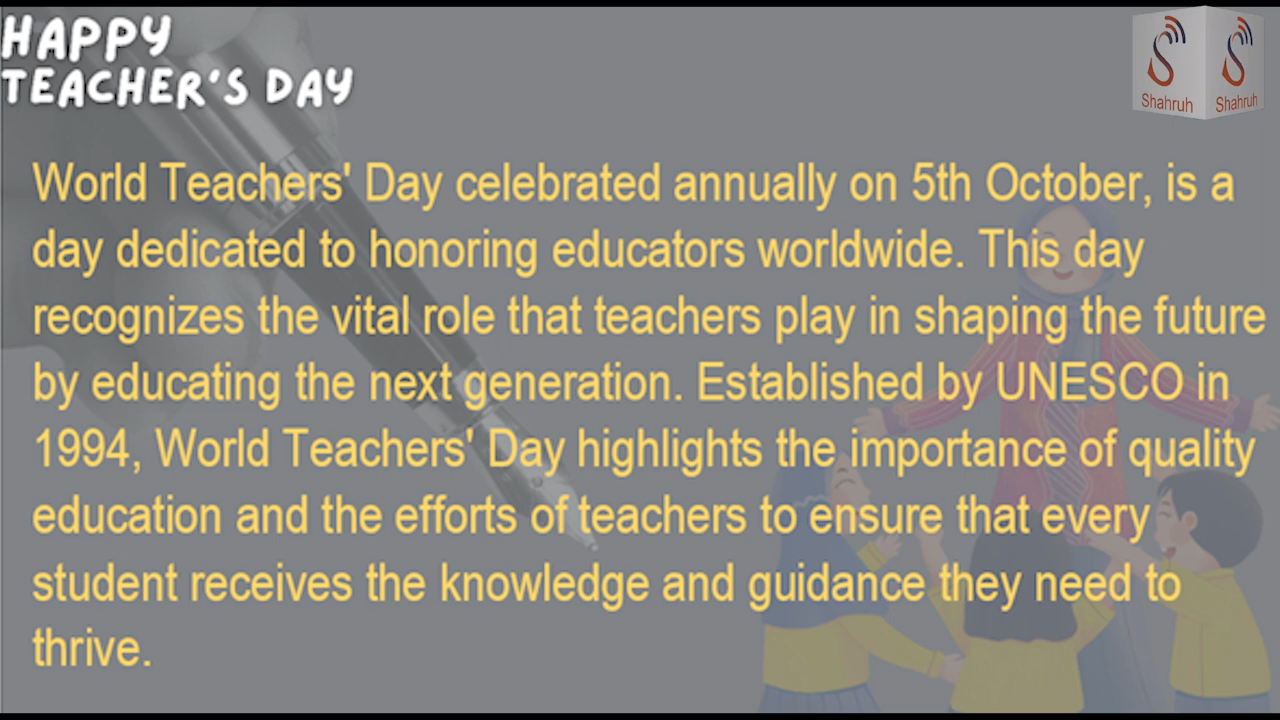 HAPPY
TEACHER'S DAY
Shahruh Shahruh
World Teachers' Day celebrated annually on 5th October, is a
day dedicated to honoring educators worldwide. This day
recognizes the vital role that teachers play in shaping the future
by educating the next generation. Established by UNESCO in
1994, World Teachers' Day highlights the importance of quality
education and the efforts of teachers to ensure that every
student receives the knowledge and guidance they need to
thrive.